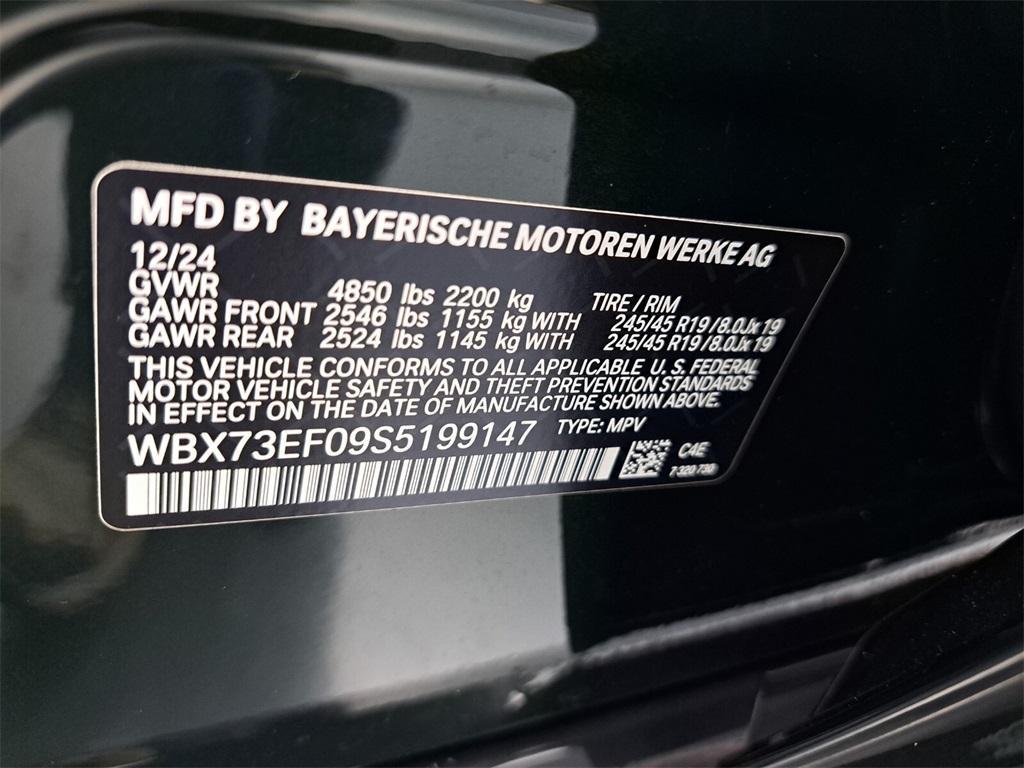 MFD BY BAYERISCHE MOTOREN WERKE AG
12/24
GVWR 4850 lbs 2200 kg TIRE / RIM
GAWR FRONT 2546 lbs 1155 kg WITH 245/45 R19 /8.0Jx19
GAWR REAR 2524 lbs 1145 kg WITH 245/45 R19 /8.0Jx19
THIS VEHICLE CONFORMS TO ALL APPLICABLE U.S. FEDERAL
MOTOR VEHICLE SAFETY AND THEFT PREVENTION STANDARDS
IN EFFECT ON THE DATE OF MANUFACTURE SHOWN ABOVE.
WBX73EF09S5199147 TYPE: MPV
C4E
7 320 730